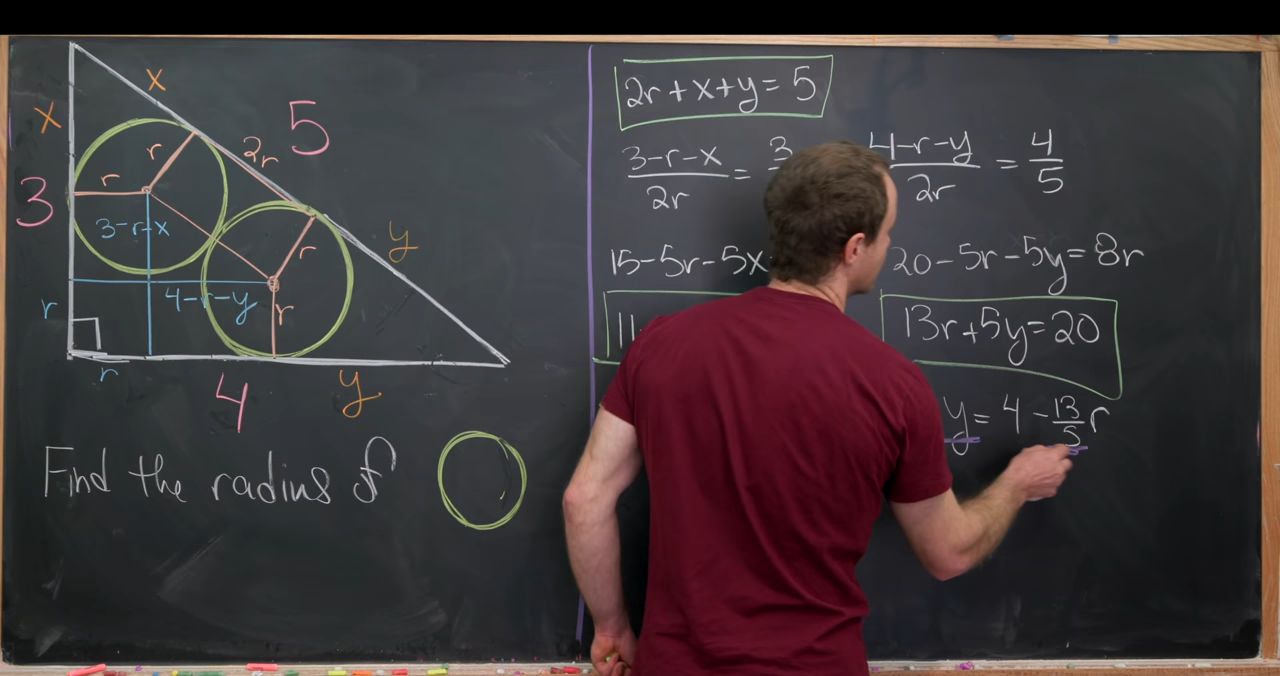 x
x
5
2r
r
r
3
3-r-x
r
y
r
4-r-y
r
r
4
y
Find the radius of
2r+x+y=5
3-r-x/2r = 3
4-r-y/2r = 4/5
15-5r-5x
20-5r-5y=8r
11
13r+5y=20
y=4-13/5r